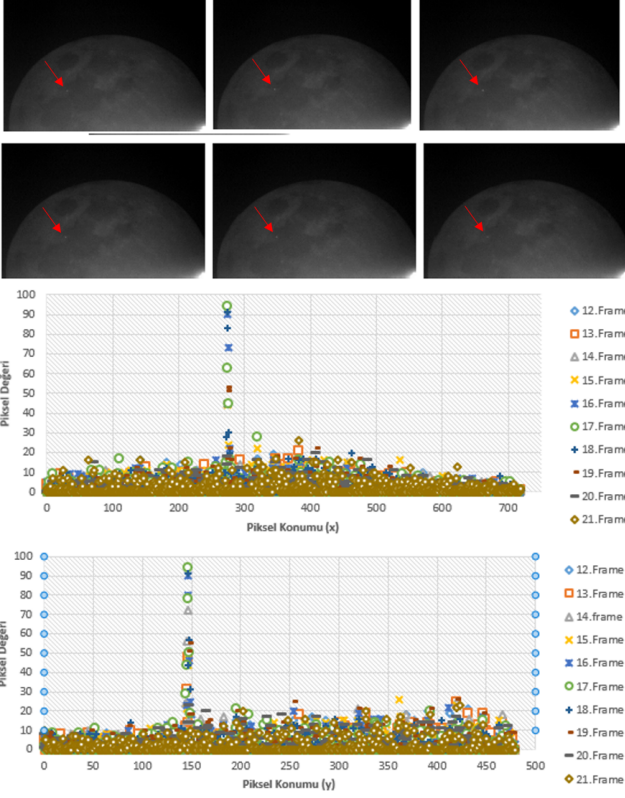 100
90
80
70
60
50
40
30
20
10
0
Piksel Değeri
0 100 200 300 400 500 600 700
Piksel Konumu (x)
12.Frame
13.Frame
14.Frame
15.Frame
16.Frame
17.Frame
18.Frame
19.Frame
20.Frame
21.Frame
100
90
80
70
60
50
40
30
20
10
0
Piksel Değeri
0 50 100 150 200 250 300 350 400 450 500
Piksel Konumu (y)
12.Frame
13.Frame
14.frame
15.Frame
16.Frame
17.Frame
18.Frame
19.Frame
20.Frame
21.Frame